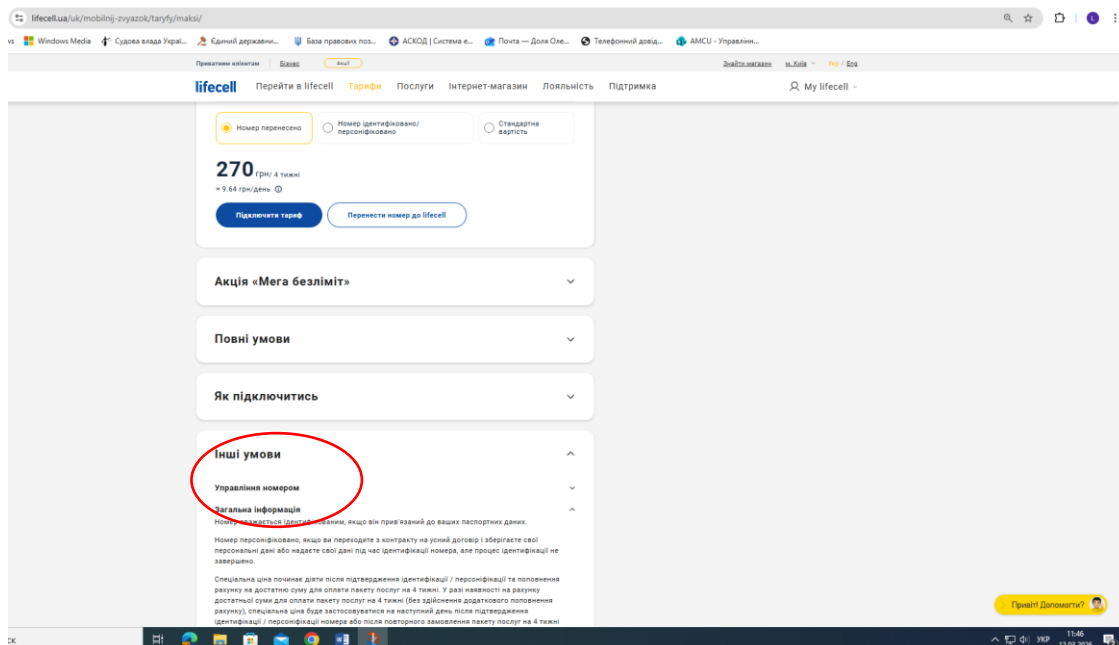 lifecell.ua/uk/mobilnij-zvyazok/taryfy/maksi/
vs Windows Media Судова влада Украї... Єдиний державни... База правових поз... АСКОД | Система е... Почта — Доля Оле... Телефонний довід... AMCU - Управлінн...
Приватним клієнтам Бізнес Акції Знайти магазин м. Київ Укр / Eng
lifecell Перейти в lifecell Тарифи Послуги Інтернет-магазин Лояльність Підтримка My lifecell
Номер перенесено Номер ідентифіковано/ персоніфіковано Стандартна вартість
270 грн/ 4 тижні
≈ 9.64 грн/день
Підключити тариф Перенести номер до lifecell
Акція «Мега безліміт»
Повні умови
Як підключитись
Інші умови
Управління номером
Загальна інформація
Номер вважається ідентифікованим, якщо він прив'язаний до ваших паспортних даних.
Номер персоніфіковано, якщо ви переходите з контракту на усний договір і зберігаєте свої
персональні дані або надаєте свої дані під час ідентифікації номера, але процес ідентифікації не
завершено.
Спеціальна ціна починає діяти після підтвердження ідентифікації / персоніфікації та поповнення
рахунку на достатню суму для оплати пакету послуг на 4 тижні. У разі наявності на рахунку
достатньої суми для оплати пакету послуг на 4 тижні (без здійснення додаткового поповнення
рахунку), спеціальна ціна буде застосовуватися на наступний день після підтвердження
ідентифікації / персоніфікації номера або після повторного замовлення пакету послуг на 4 тижні
Привіт! Допомогти?
ск УКР 11:46